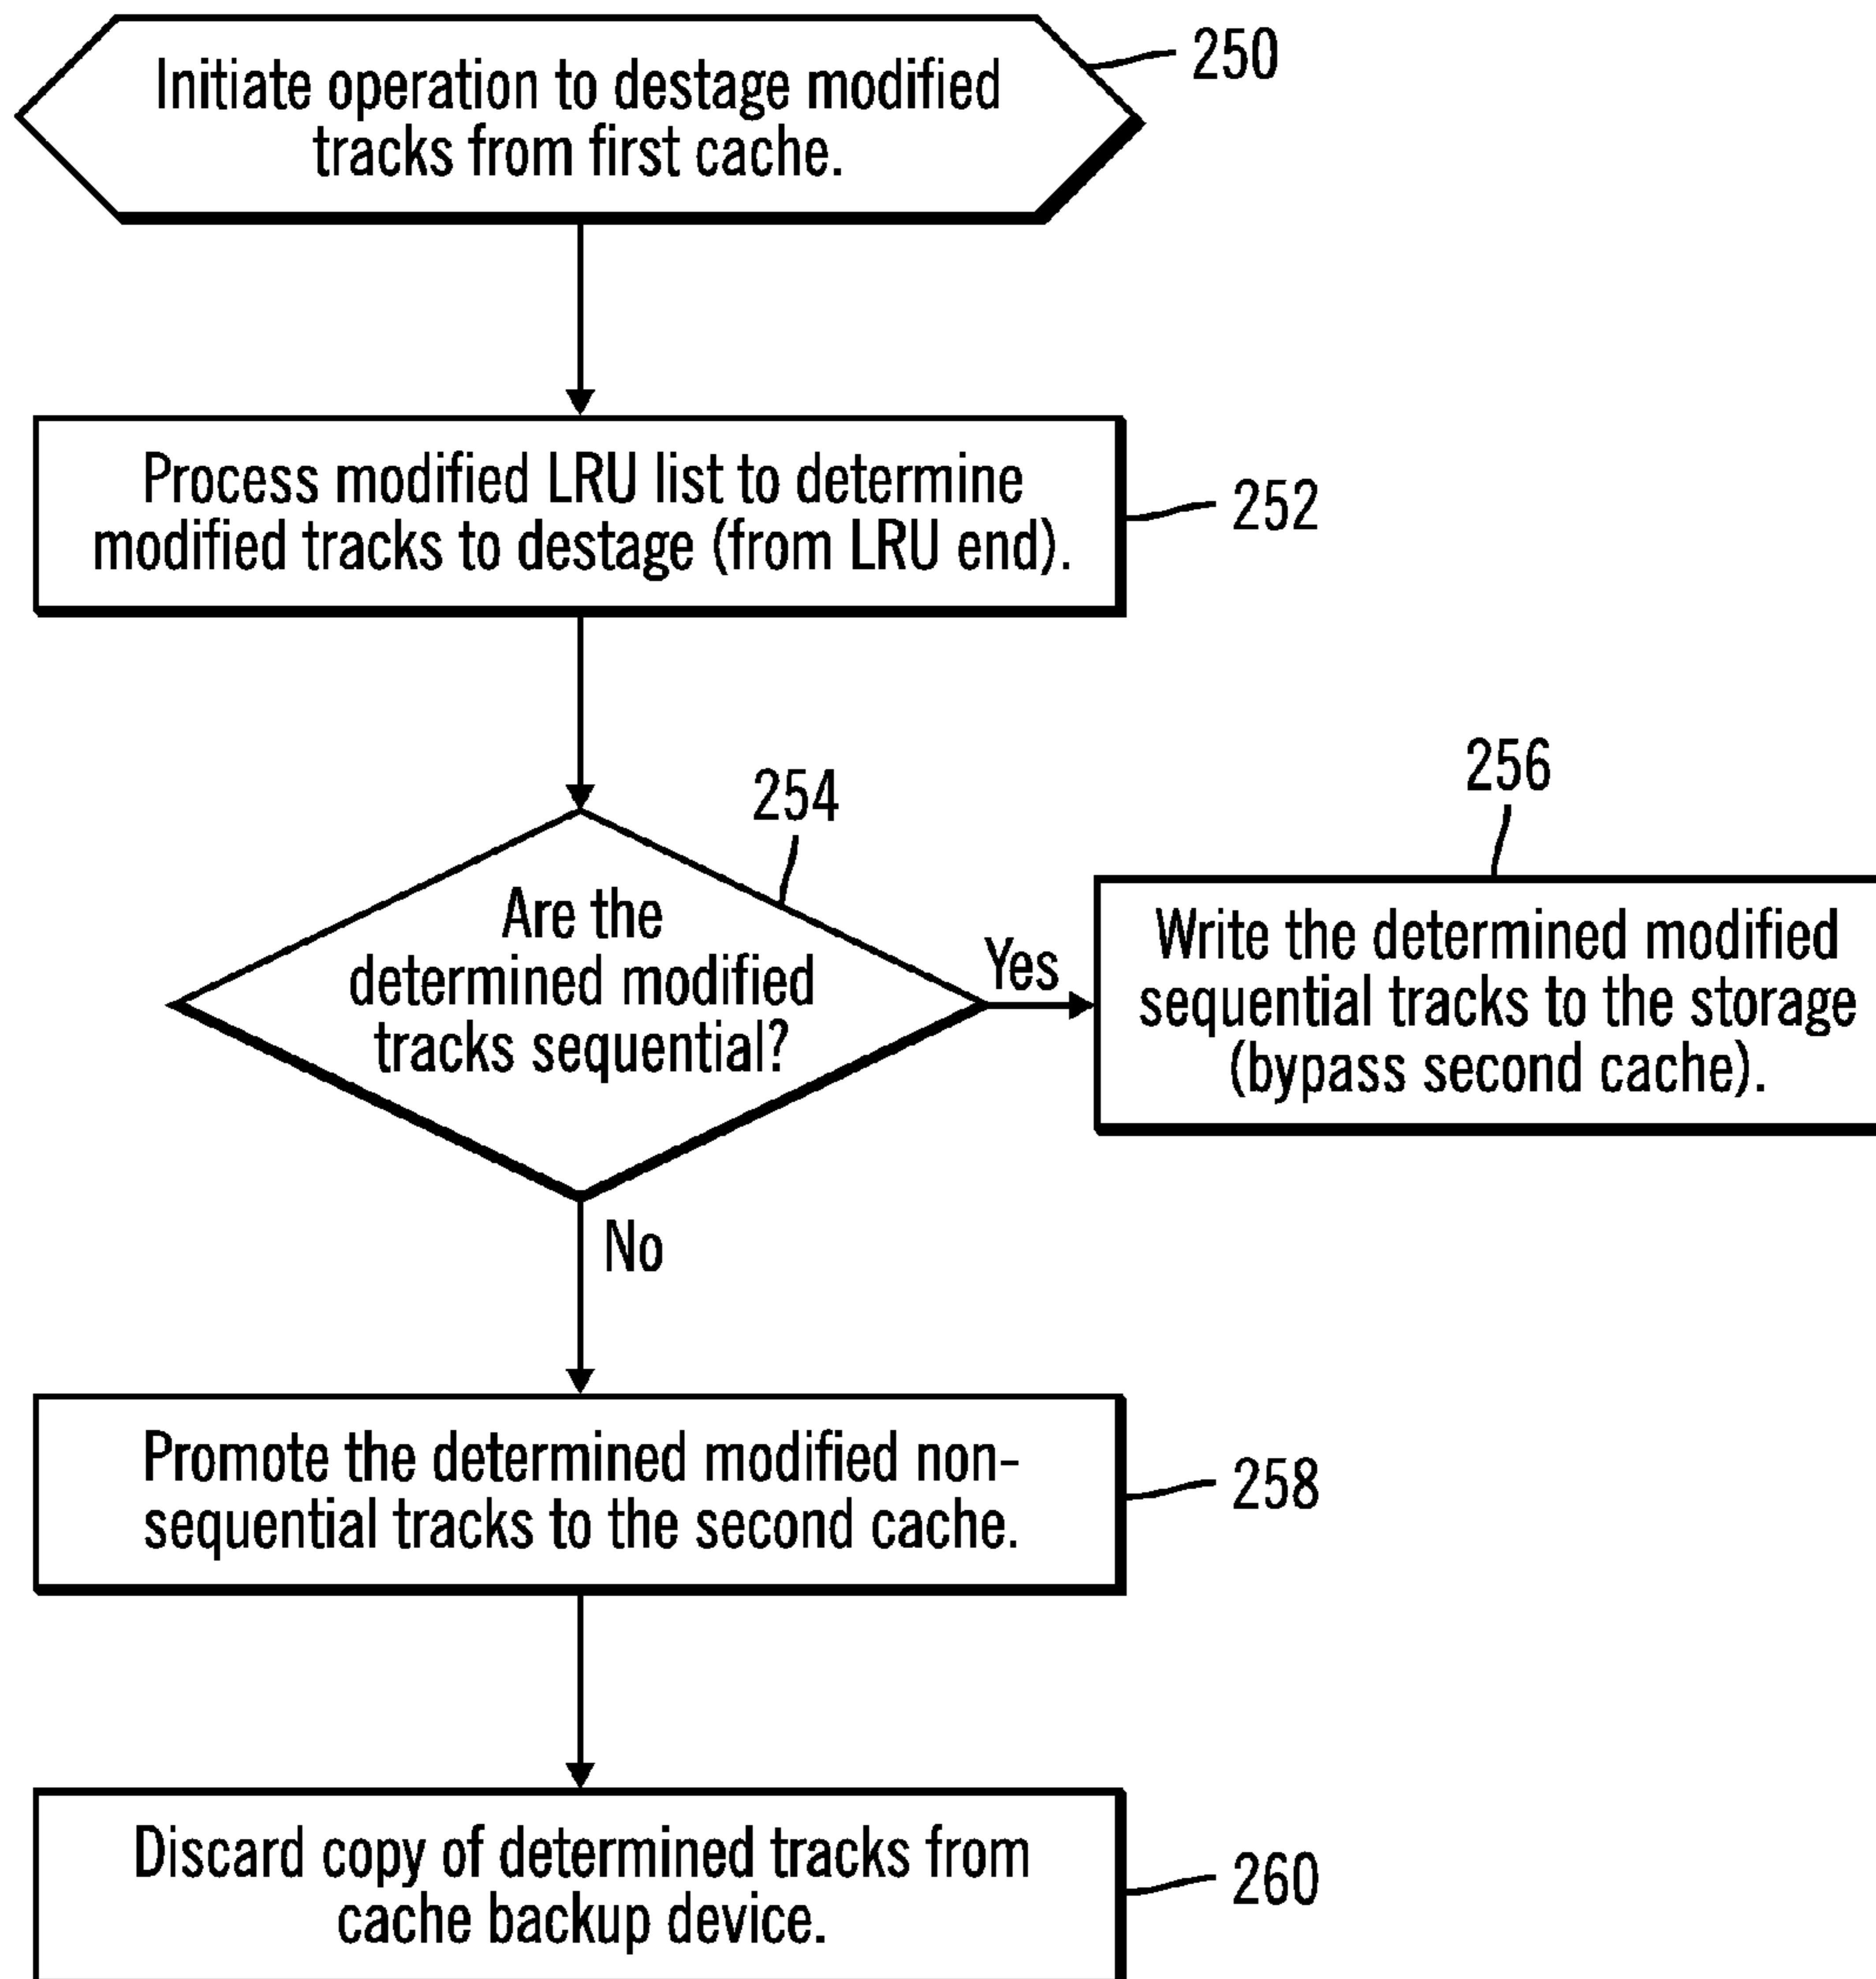 Initiate operation to destage modified
tracks from first cache.
250
Process modified LRU list to determine
modified tracks to destage (from LRU end).
252
254
Are the
determined modified
tracks sequential?
Yes
256
Write the determined modified
sequential tracks to the storage
(bypass second cache).
No
Promote the determined modified non-
sequential tracks to the second cache.
258
Discard copy of determined tracks from
cache backup device.
260